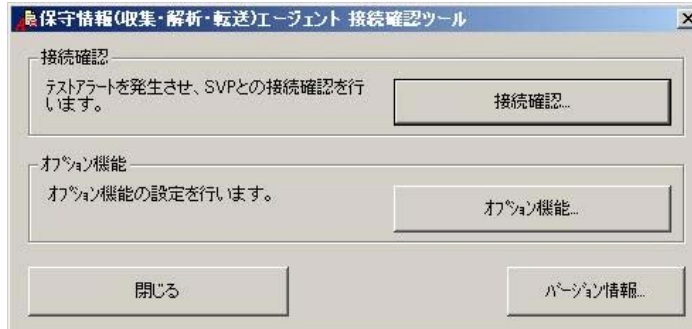 保守情報(収集・解析・転送)エージェント 接続確認ツール
接続確認
テストアラートを発生させ、SVPとの接続確認を行
います。
接続確認...
オプション機能
オプション機能の設定を行います。
オプション機能...
閉じる
バージョン情報...